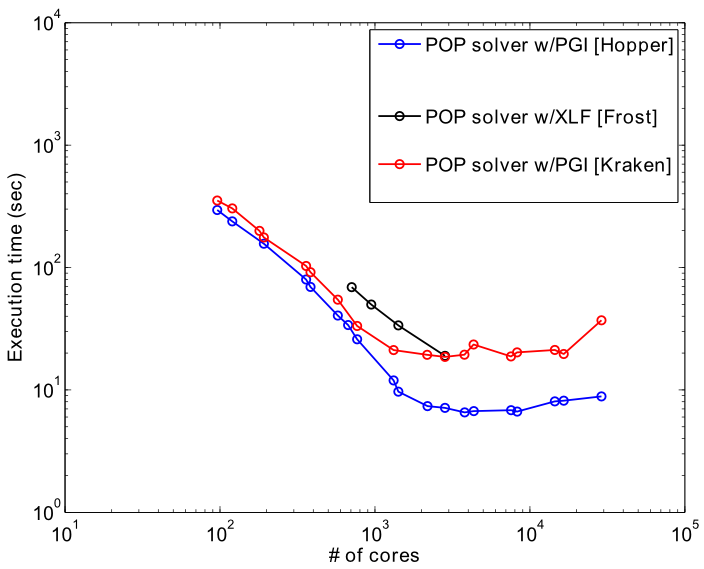 10^4
POP solver w/PGI [Hopper]
POP solver w/XLF [Frost]
10^3
POP solver w/PGI [Kraken]
Execution time (sec)
10^2
10^1
10^0
10^1 10^2 10^3 10^4 10^5
# of cores